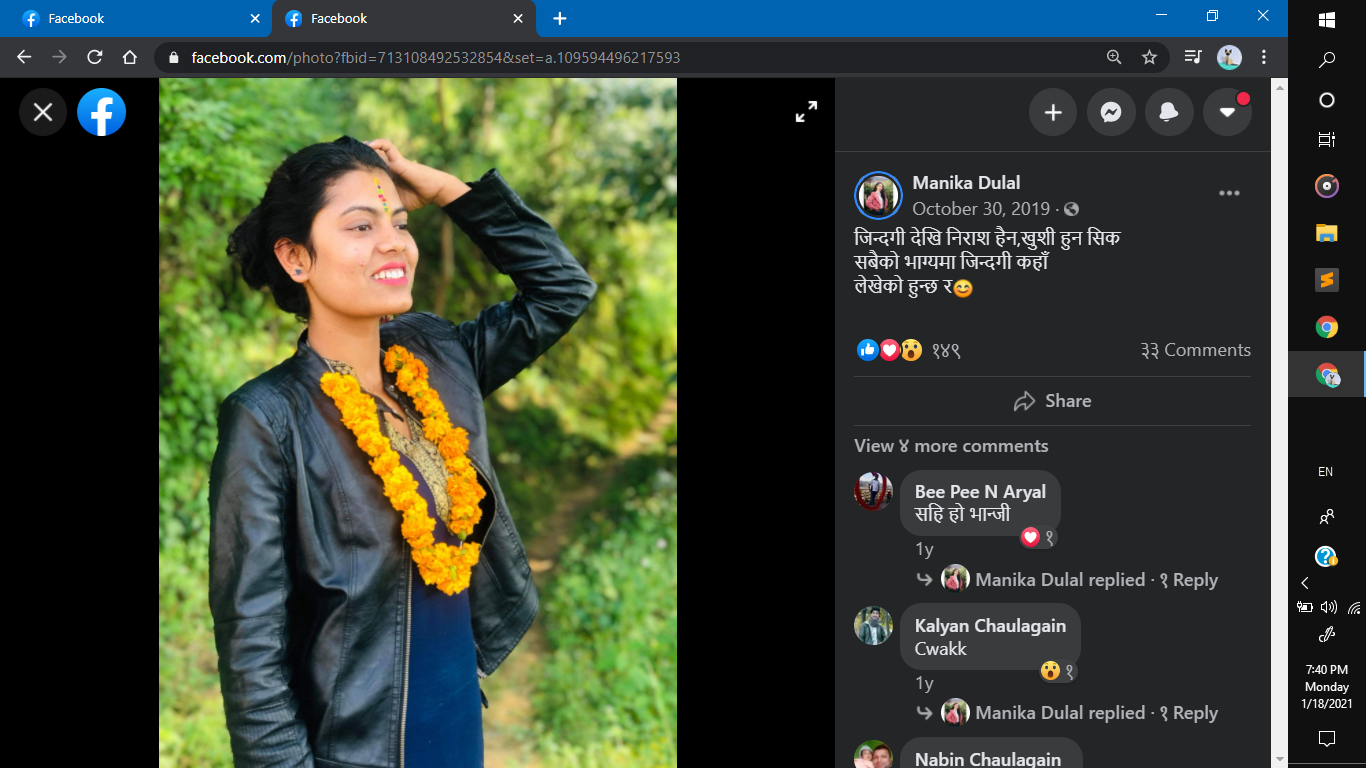 Facebook
Facebook
facebook.com/photo?fbid=713108492532854&set=a.109594496217593
Manika Dulal
October 30, 2019 ·
जिन्दगी देखि निराश हैन,खुशी हुन सिक
सबैको भाग्यमा जिन्दगी कहाँ
लेखेको हुन्छ र😊
१४९
३३ Comments
Share
View ४ more comments
Bee Pee N Aryal
सहि हो भान्जी
१
1y
Manika Dulal replied · १ Reply
Kalyan Chaulagain
Cwakk
१
1y
Manika Dulal replied · १ Reply
Nabin Chaulagain
EN
7:40 PM
Monday
1/18/2021